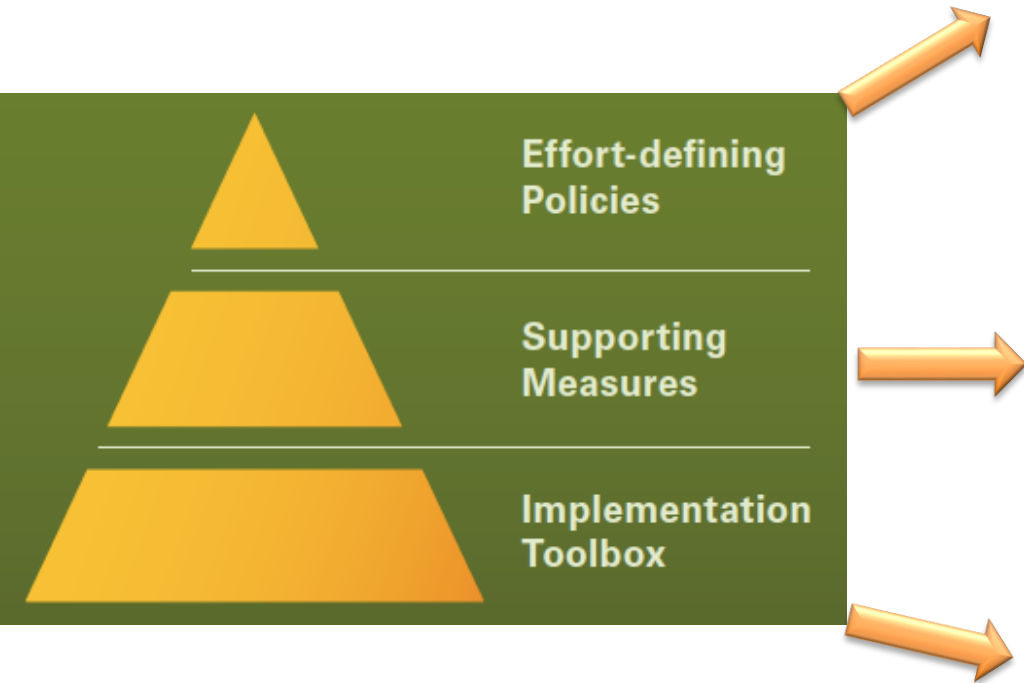 Effort-defining
Policies
Supporting
Measures
Implementation
Toolbox